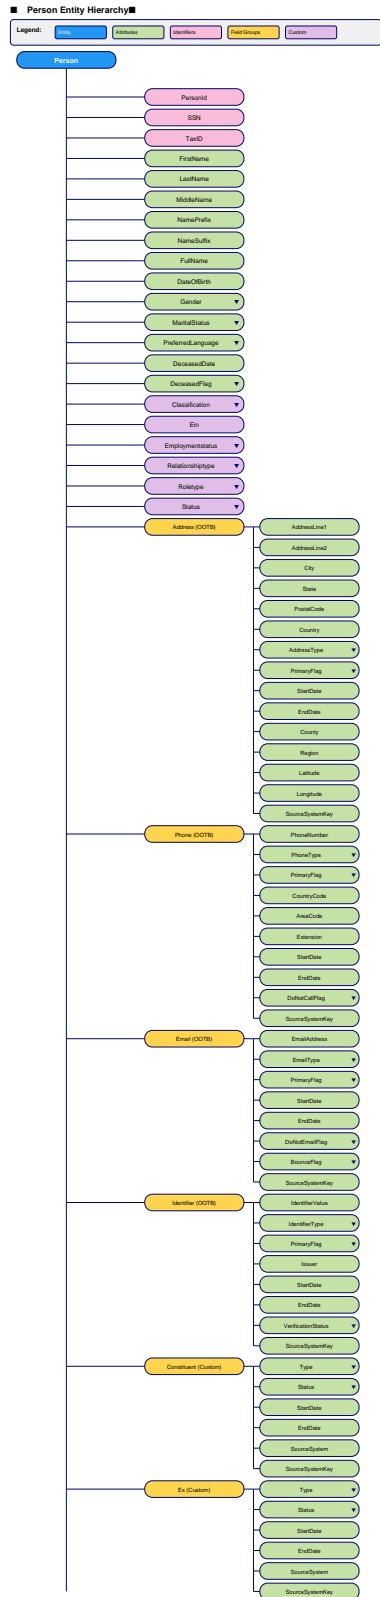 ■ Person Entity Hierarchy■
Legend:
Entity
Attributes
Identifiers
Field Groups
Custom
Person
PersonId
SSN
TaxID
FirstName
LastName
MiddleName
NamePrefix
NameSuffix
FullName
DateOfBirth
Gender ▼
MaritalStatus ▼
PreferredLanguage ▼
DeceasedDate
DeceasedFlag ▼
Classification ▼
Ein
Employmentstatus ▼
Relationshiptype ▼
Roletype ▼
Status ▼
Address (OOTB)
AddressLine1
AddressLine2
City
State
PostalCode
Country
AddressType ▼
PrimaryFlag ▼
StartDate
EndDate
County
Region
Latitude
Longitude
SourceSystemKey
Phone (OOTB)
PhoneNumber
PhoneType ▼
PrimaryFlag ▼
CountryCode
AreaCode
Extension
StartDate
EndDate
DoNotCallFlag ▼
SourceSystemKey
Email (OOTB)
EmailAddress
EmailType ▼
PrimaryFlag ▼
StartDate
EndDate
DoNotEmailFlag ▼
BounceFlag ▼
SourceSystemKey
Identifier (OOTB)
IdentifierValue
IdentifierType ▼
PrimaryFlag ▼
Issuer
StartDate
EndDate
VerificationStatus ▼
SourceSystemKey
Constituent (Custom)
Type ▼
Status ▼
StartDate
EndDate
SourceSystem
SourceSystemKey
Ex (Custom)
Type ▼
Status ▼
StartDate
EndDate
SourceSystem
SourceSystemKey